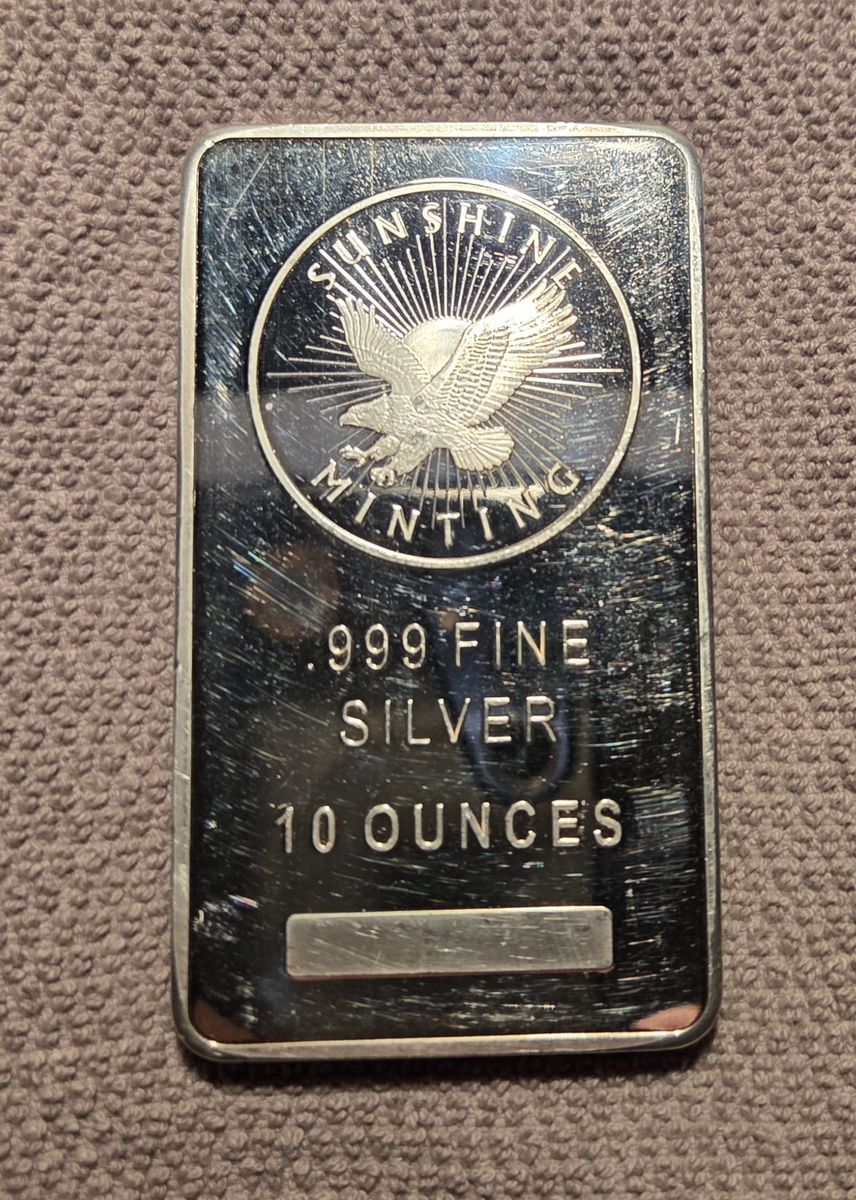 SUNSHINE
MINTING
.999 FINE
SILVER
10 OUNCES